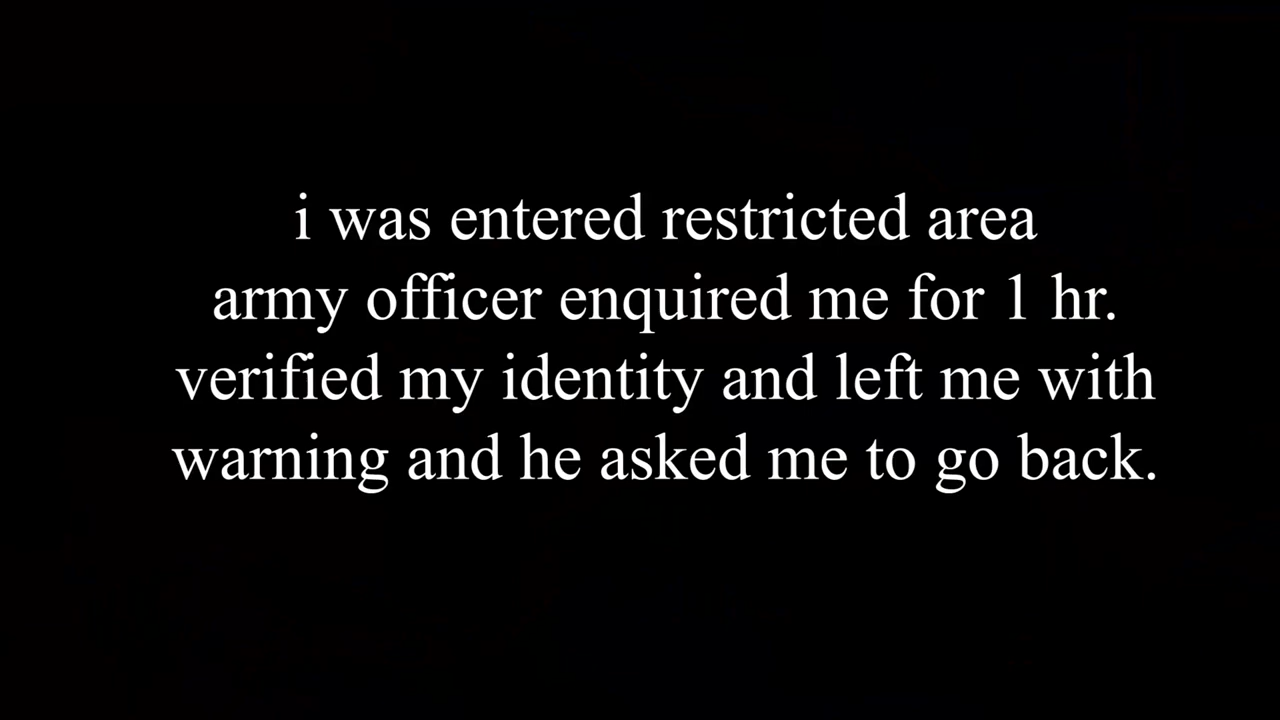 i was entered restricted area
army officer enquired me for 1 hr.
verified my identity and left me with
warning and he asked me to go back.